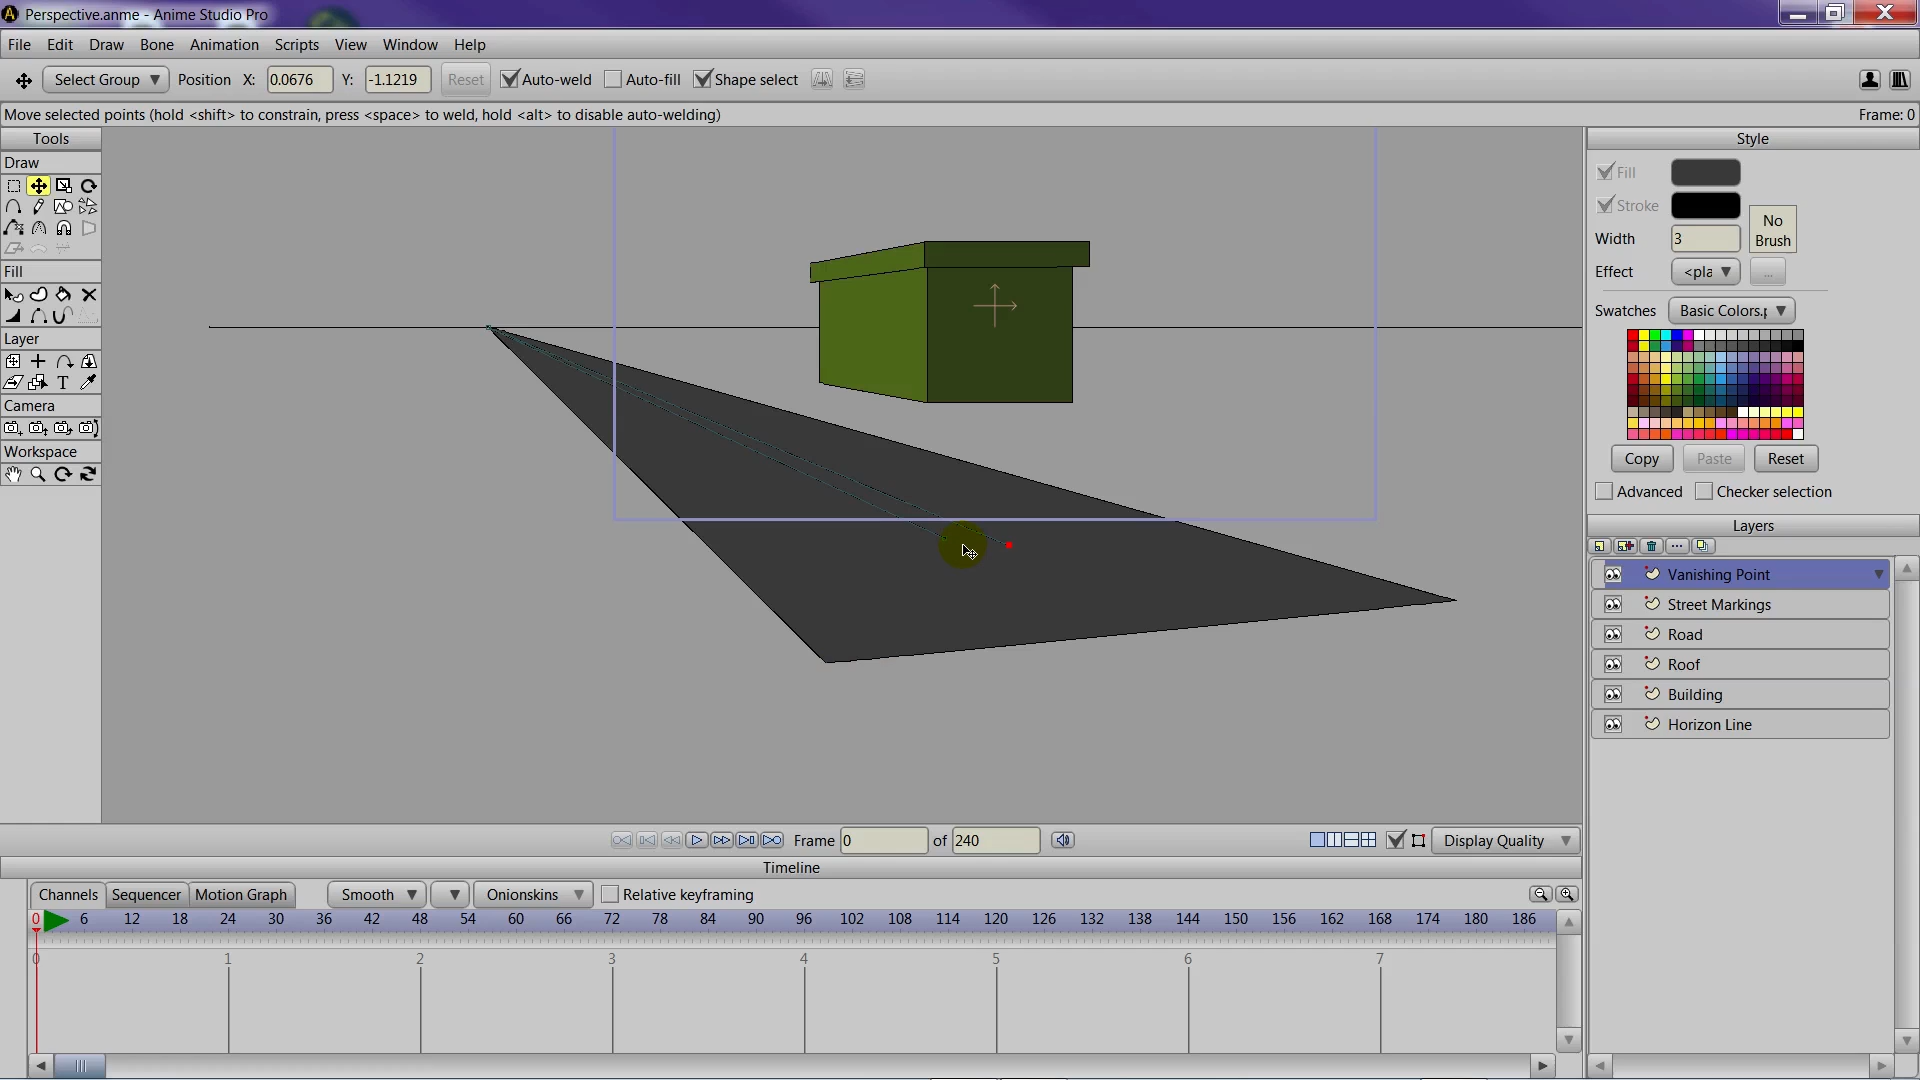 Perspective.anme - Anime Studio Pro
File Edit Draw Bone Animation Scripts View Window Help
Select Group Position X: 0.0676 Y: -1.1219 Reset Auto-weld Auto-fill Shape select
Move selected points (hold <shift> to constrain, press <space> to weld, hold <alt> to disable auto-welding) Frame: 0
Tools
Draw
Fill
Layer
Camera
Workspace
Style
Fill
Stroke
No Brush
Width 3
Effect <pla ...
Swatches Basic Colors.p
Copy Paste Reset
Advanced Checker selection
Layers
Vanishing Point
Street Markings
Road
Roof
Building
Horizon Line
Frame 0 of 240 Display Quality
Timeline
Channels Sequencer Motion Graph Smooth Onionskins Relative keyframing
0 6 12 18 24 30 36 42 48 54 60 66 72 78 84 90 96 102 108 114 120 126 132 138 144 150 156 162 168 174 180 186
0 1 2 3 4 5 6 7